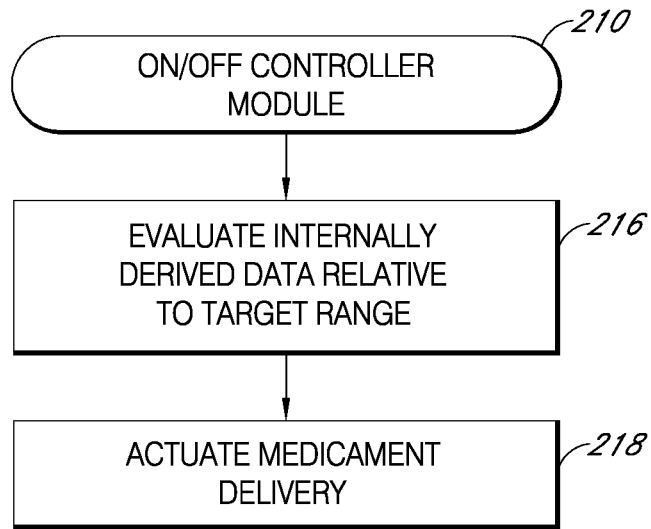 210
ON/OFF CONTROLLER
MODULE
216
EVALUATE INTERNALLY
DERIVED DATA RELATIVE
TO TARGET RANGE
218
ACTUATE MEDICAMENT
DELIVERY